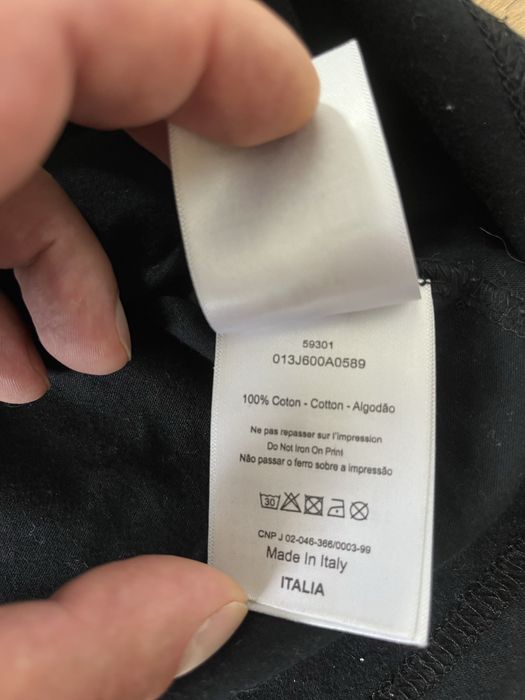 59301
013J600A0589
100% Coton - Cotton - Algodão
Ne pas repasser sur l'impression
Do Not Iron On Print
Não passar o ferro sobre a impressão
30
CNP J 02-046-366/0003-99
Made In Italy
ITALIA